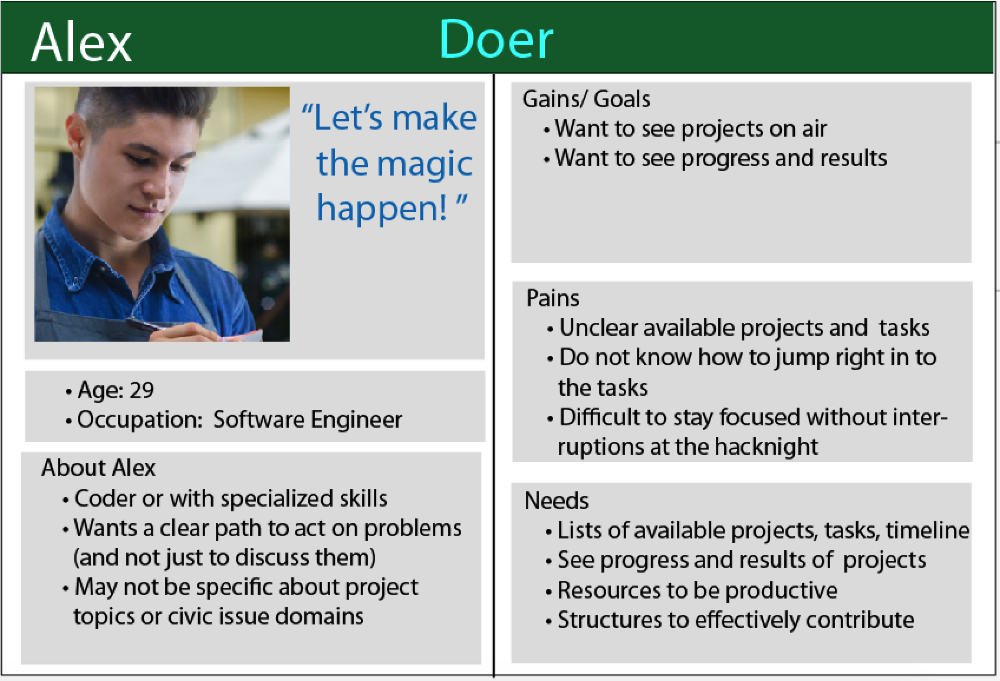 Alex
Doer
“Let’s make
the magic
happen! ”
• Age: 29
• Occupation:  Software Engineer
About Alex
• Coder or with specialized skills
• Wants a clear path to act on problems
(and not just to discuss them)
• May not be specific about project
topics or civic issue domains
Gains/ Goals
• Want to see projects on air
• Want to see progress and results
Pains
• Unclear available projects and  tasks
• Do not know how to jump right in to
the tasks
• Difficult to stay focused without inter-
ruptions at the hacknight
Needs
• Lists of available projects, tasks, timeline
• See progress and results of  projects
• Resources to be productive
• Structures to effectively contribute